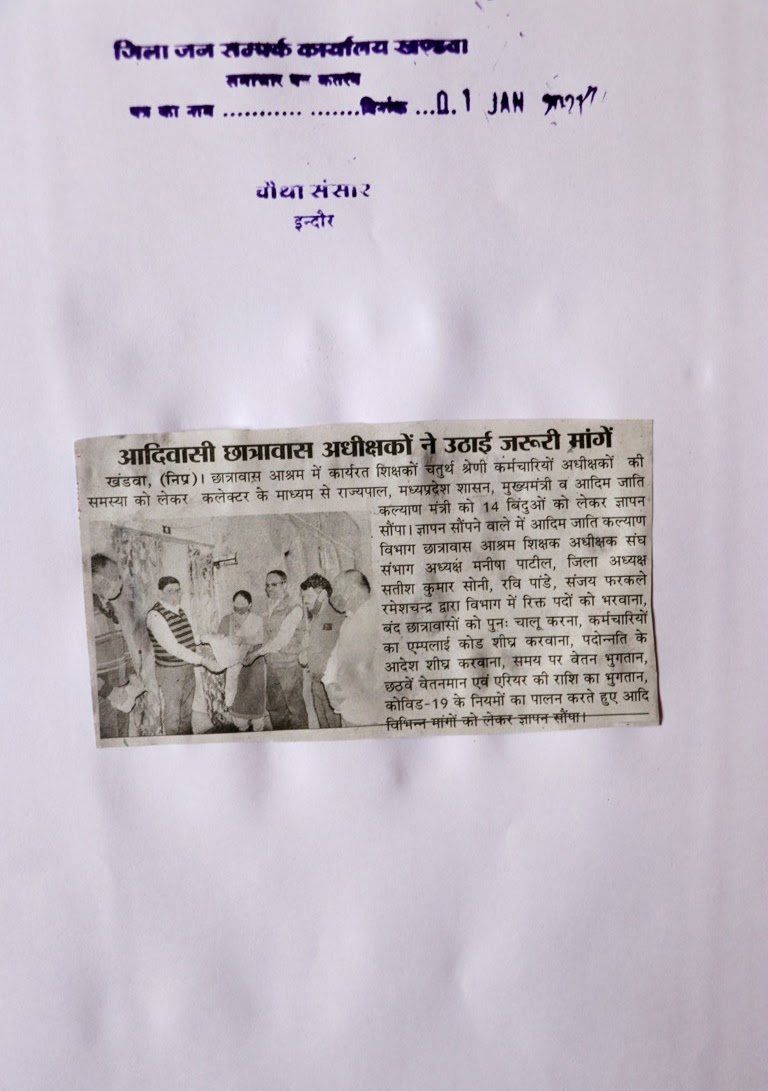 जिला जन सम्पर्क कार्यालय खण्डवा
समाचार पत्र कतरन
पत्र का नाम .................. दिनांक ...0.1 JAN
चौथा संसार
इन्दौर
आदिवासी छात्रावास अधीक्षकों ने उठाई जरूरी मांगें
खंडवा, (निप्र)। छात्रावास आश्रम में कार्यरत शिक्षकों चतुर्थ श्रेणी कर्मचारियों अधीक्षकों की
समस्या को लेकर कलेक्टर के माध्यम से राज्यपाल, मध्यप्रदेश शासन, मुख्यमंत्री व आदिम जाति
कल्याण मंत्री को 14 बिंदुओं को लेकर ज्ञापन
सौंपा। ज्ञापन सौंपने वाले में आदिम जाति कल्याण
विभाग छात्रावास आश्रम शिक्षक अधीक्षक संघ
संभाग अध्यक्ष मनीषा पाटील, जिला अध्यक्ष
सतीश कुमार सोनी, रवि पांडे, संजय फरकले
रमेशचन्द्र द्वारा विभाग में रिक्त पदों को भरवाना,
बंद छात्रावासों को पुनः चालू करना, कर्मचारियों
का एम्पलाई कोड शीघ्र करवाना, पदोन्नति के
आदेश शीघ्र करवाना, समय पर वेतन भुगतान,
छठवें वेतनमान एवं एरियर की राशि का भुगतान,
कोविड-19 के नियमों का पालन करते हुए आदि
विभिन्न मांगों को लेकर ज्ञापन सौंपा।